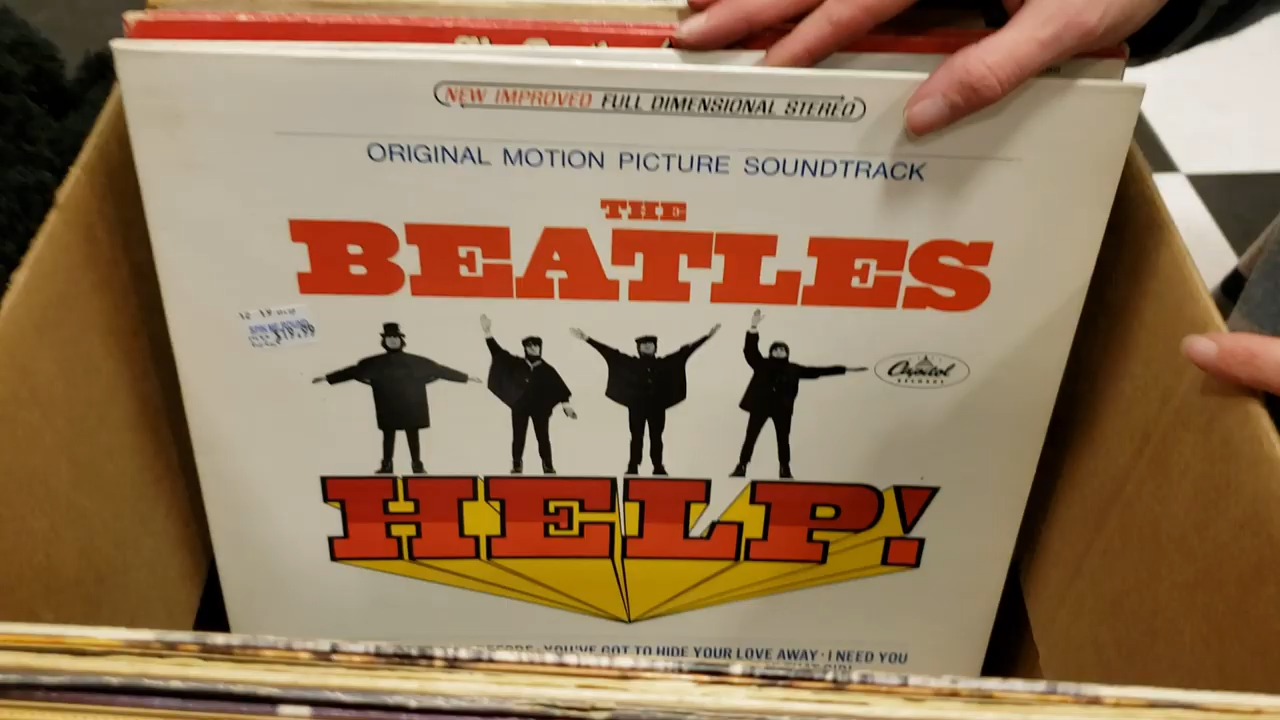 NEW IMPROVED FULL DIMENSIONAL STEREO
ORIGINAL MOTION PICTURE SOUNDTRACK
THE
BEATLES
Capitol
RECORDS
HELP!
YOU'VE GOT TO HIDE YOUR LOVE AWAY · I NEED YOU